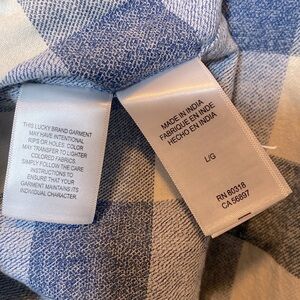 THIS LUCKY BRAND GARMENT
MAY HAVE INTENTIONAL
RIPS OR HOLES. COLOR
MAY TRANSFER TO LIGHTER
COLORED FABRICS.
SIMPLY FOLLOW THE CARE
INSTRUCTIONS TO
ENSURE THAT YOUR
GARMENT MAINTAINS ITS
INDIVIDUAL CHARACTER.
MADE IN INDIA
FABRIQUE EN INDE
HECHO EN INDIA
L/G
RN 80318
CA 56897